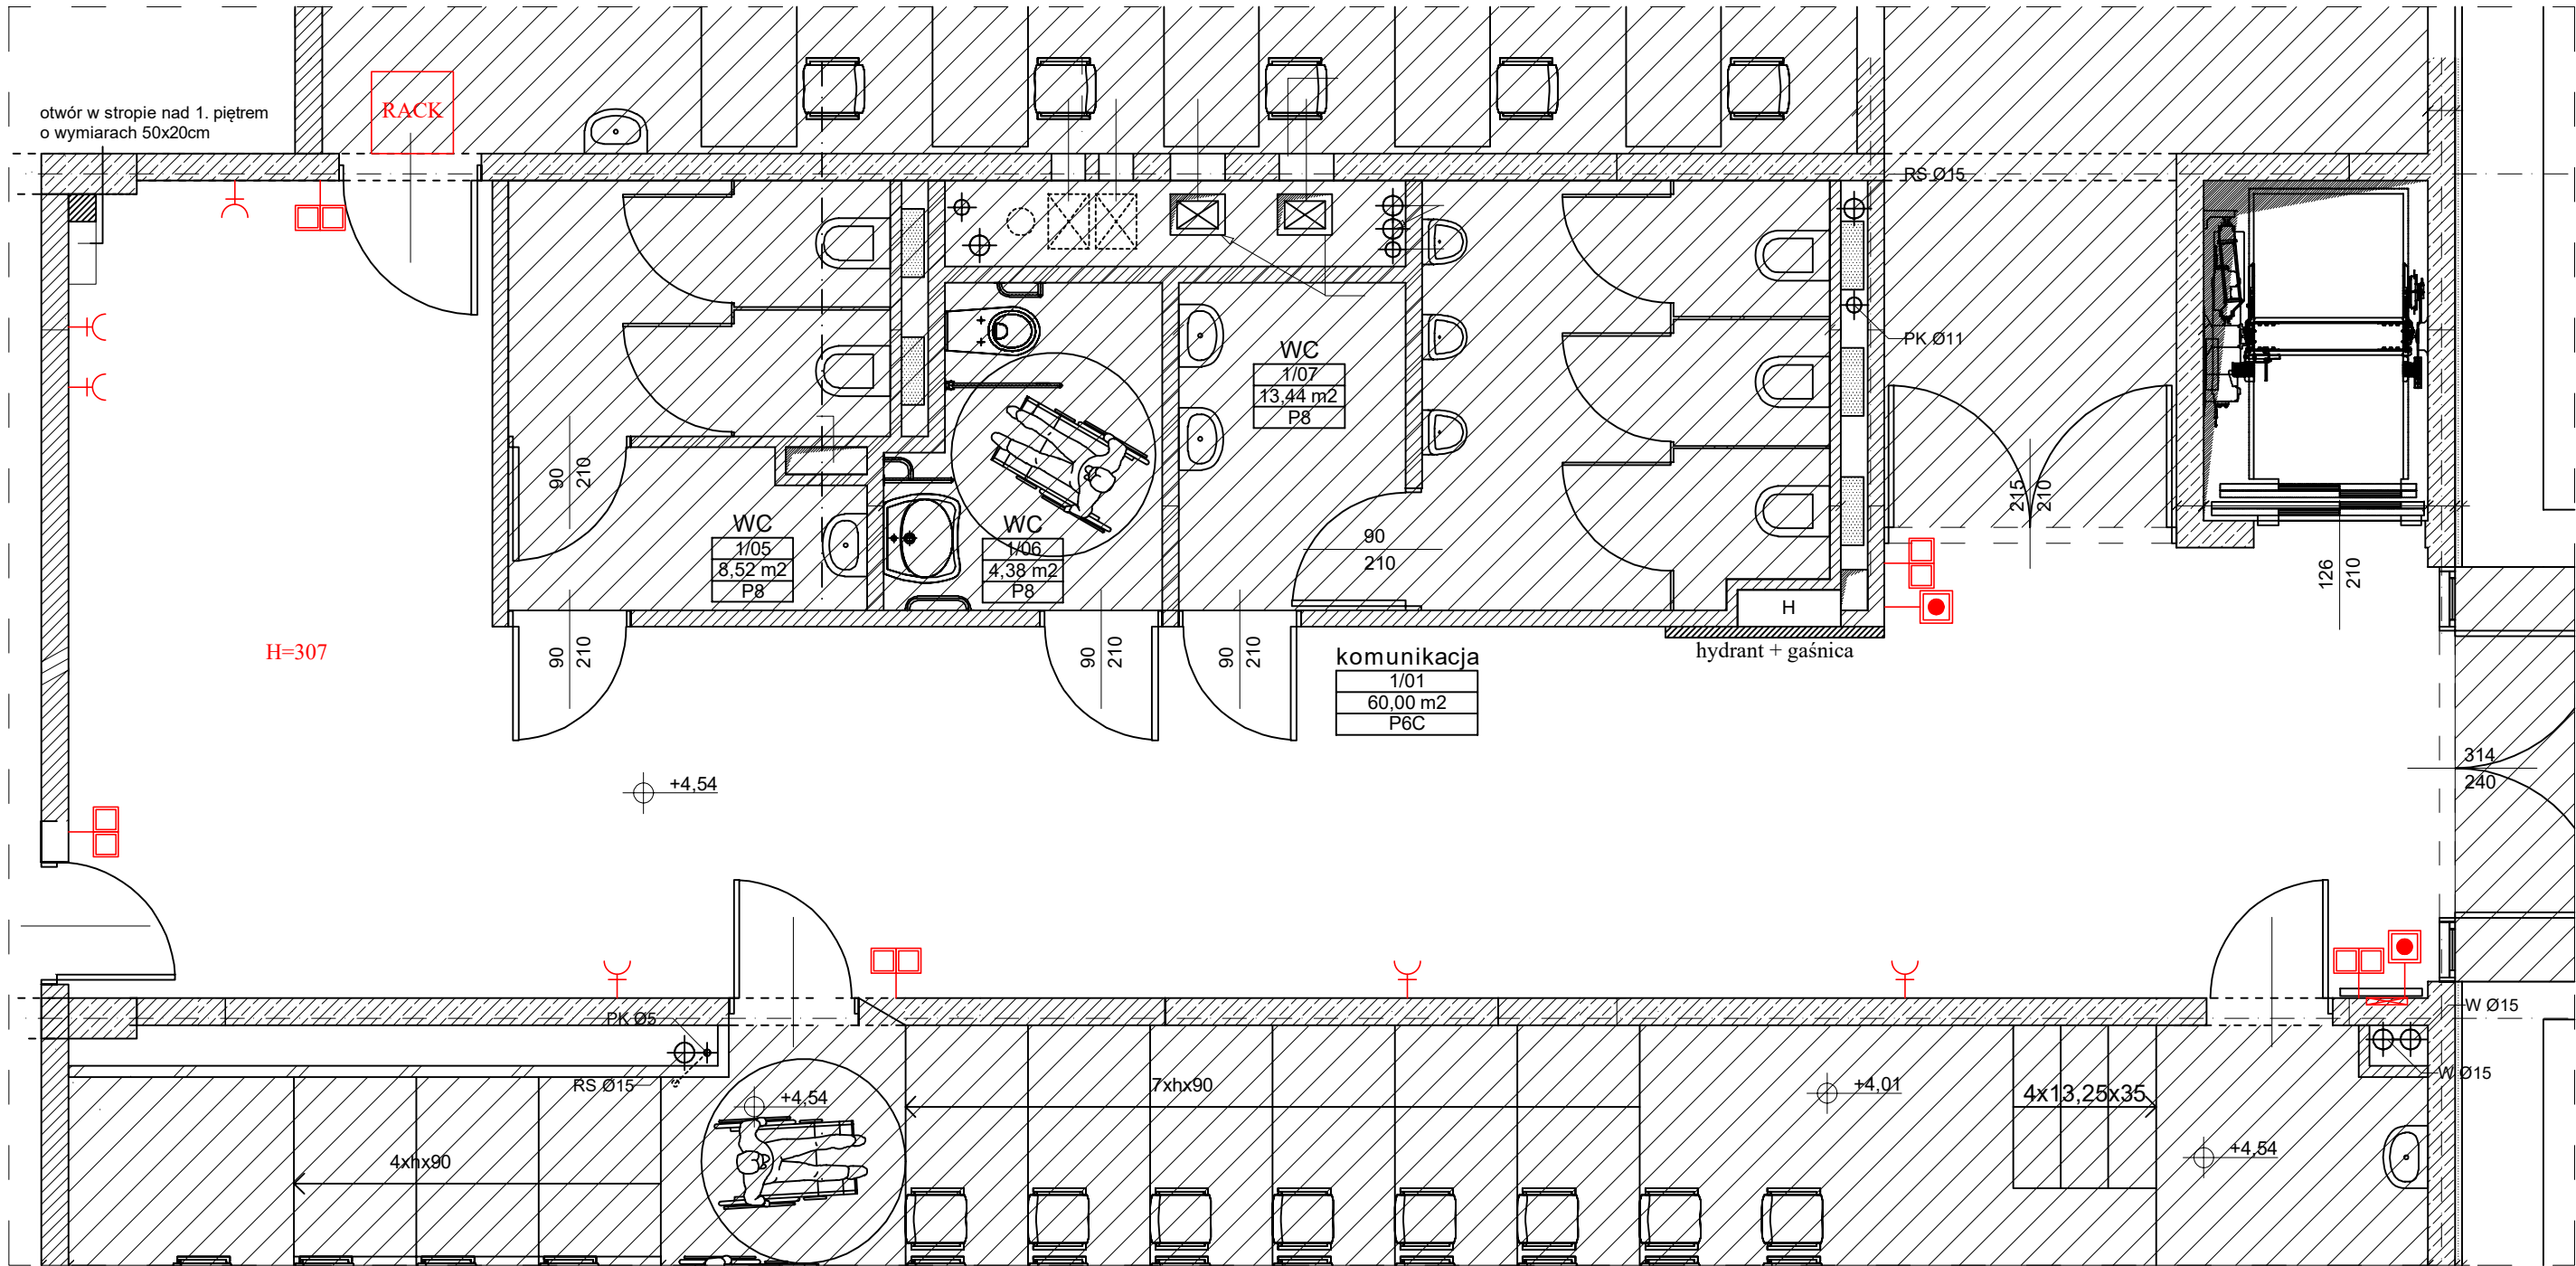 RACK
otwór w stropie nad 1. piętrem
o wymiarach 50x20cm
RS Ø15
PK Ø11
WC
1/07
13,44 m2
P8
90
210
WC
1/05
8,52 m2
P8
WC
1/06
4,38 m2
P8
90
210
215
210
126
210
H
hydrant + gaśnica
H=307
90
210
90
210
90
210
komunikacja
1/01
60,00 m2
P6C
+4,54
314
240
PK Ø5
RS Ø15
W Ø15
W Ø15
+4,54
7xhx90
+4,01
4x13,25x35
4xhx90
+4,54